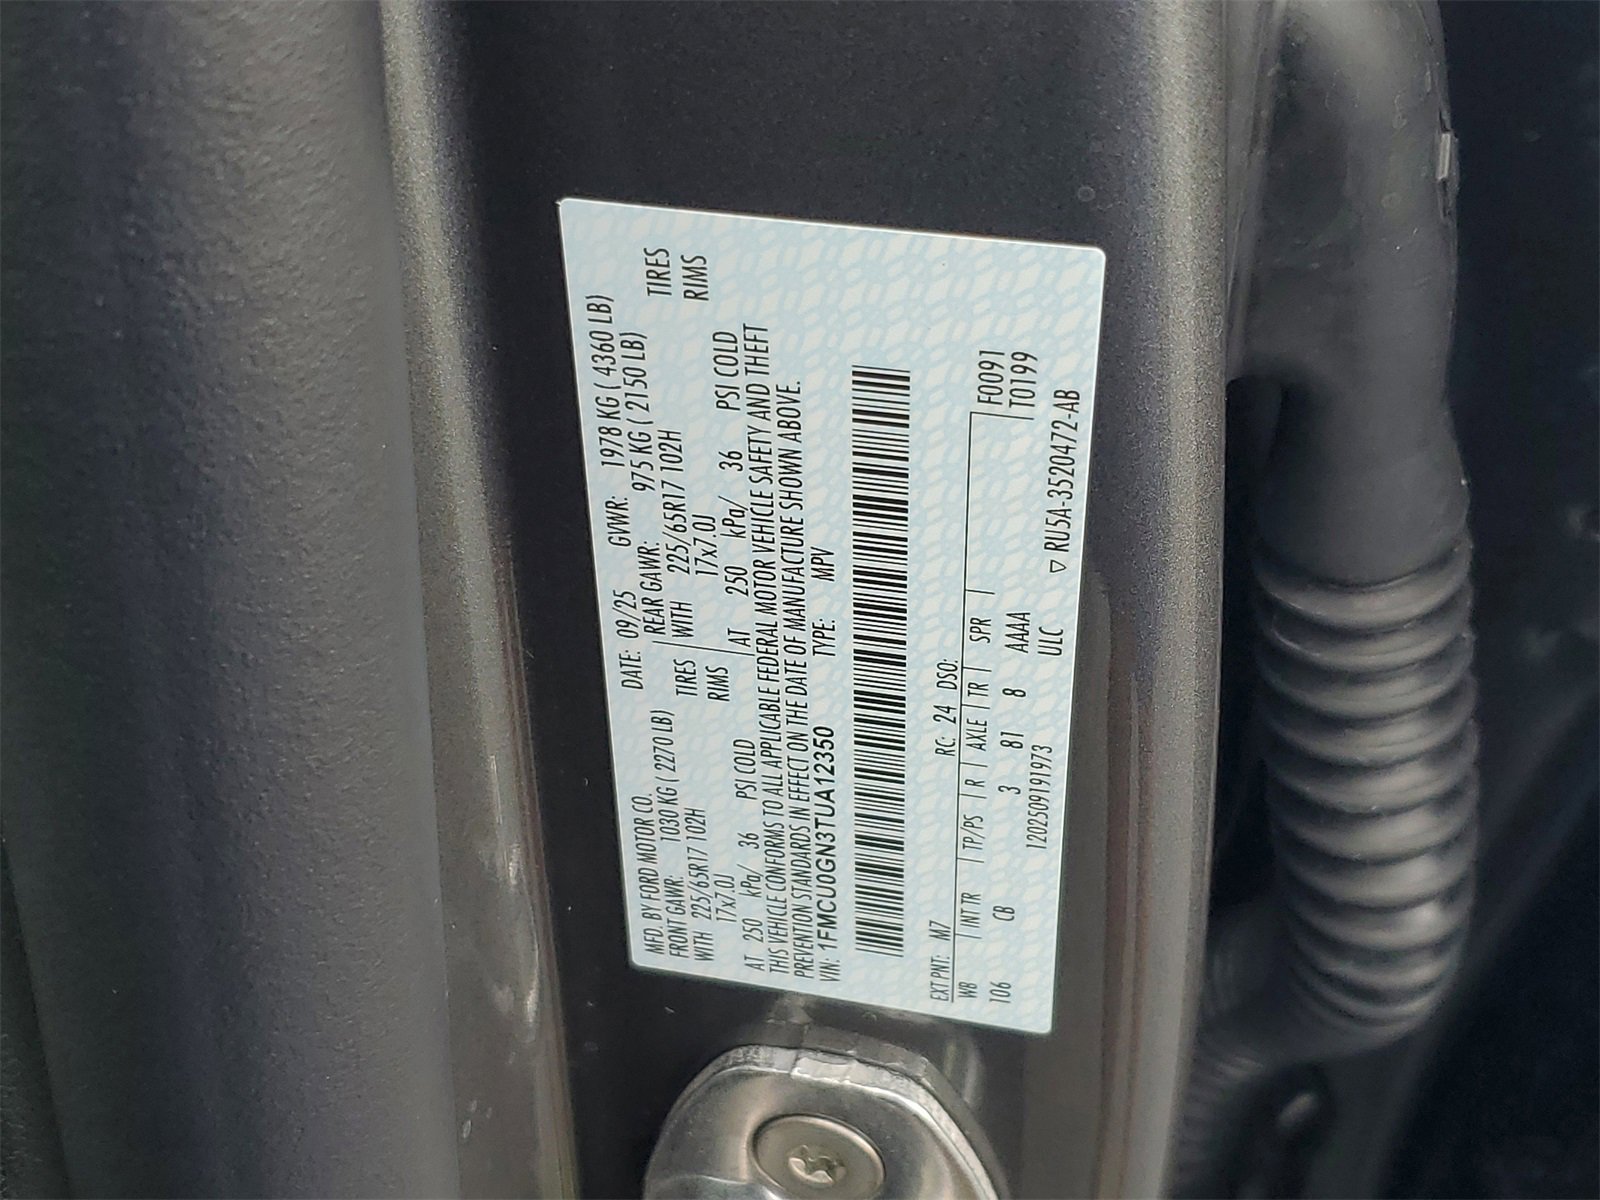 MFD. BY FORD MOTOR CO. DATE: 09/25 GVWR: 1978 KG ( 4360 LB)
FRONT GAWR: 1030 KG ( 2270 LB) REAR GAWR: 975 KG ( 2150 LB)
WITH 225/65R17 102H TIRES WITH 225/65R17 102H TIRES
17x7.0J RIMS 17x7.0J RIMS
AT 250 kPa/ 36 PSI COLD AT 250 kPa/ 36 PSI COLD
THIS VEHICLE CONFORMS TO ALL APPLICABLE FEDERAL MOTOR VEHICLE SAFETY AND THEFT
PREVENTION STANDARDS IN EFFECT ON THE DATE OF MANUFACTURE SHOWN ABOVE.
VIN: 1FMCU0GN3TUA12350 TYPE: MPV
EXT PNT: M7 RC: 24 DSO:
WB INT TR TP/PS R AXLE TR SPR F0091
106 CB 3 81 8 AAAA T0199
12025091919​73 ULC ▽ RU5A-3520472-AB